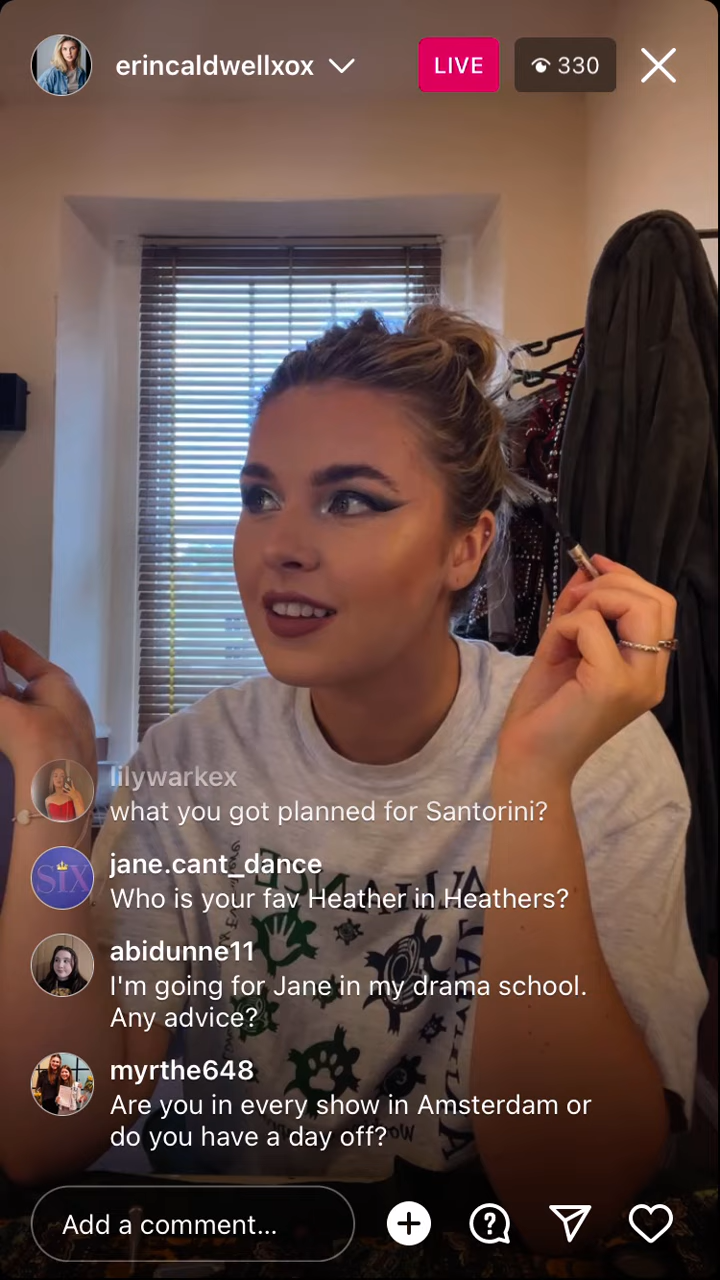 erincaldwellxox
LIVE
330
lilywarkex
what you got planned for Santorini?
SIX
jane.cant_dance
Who is your fav Heather in Heathers?
abidunne11
I'm going for Jane in my drama school.
Any advice?
myrthe648
Are you in every show in Amsterdam or
do you have a day off?
Add a comment...